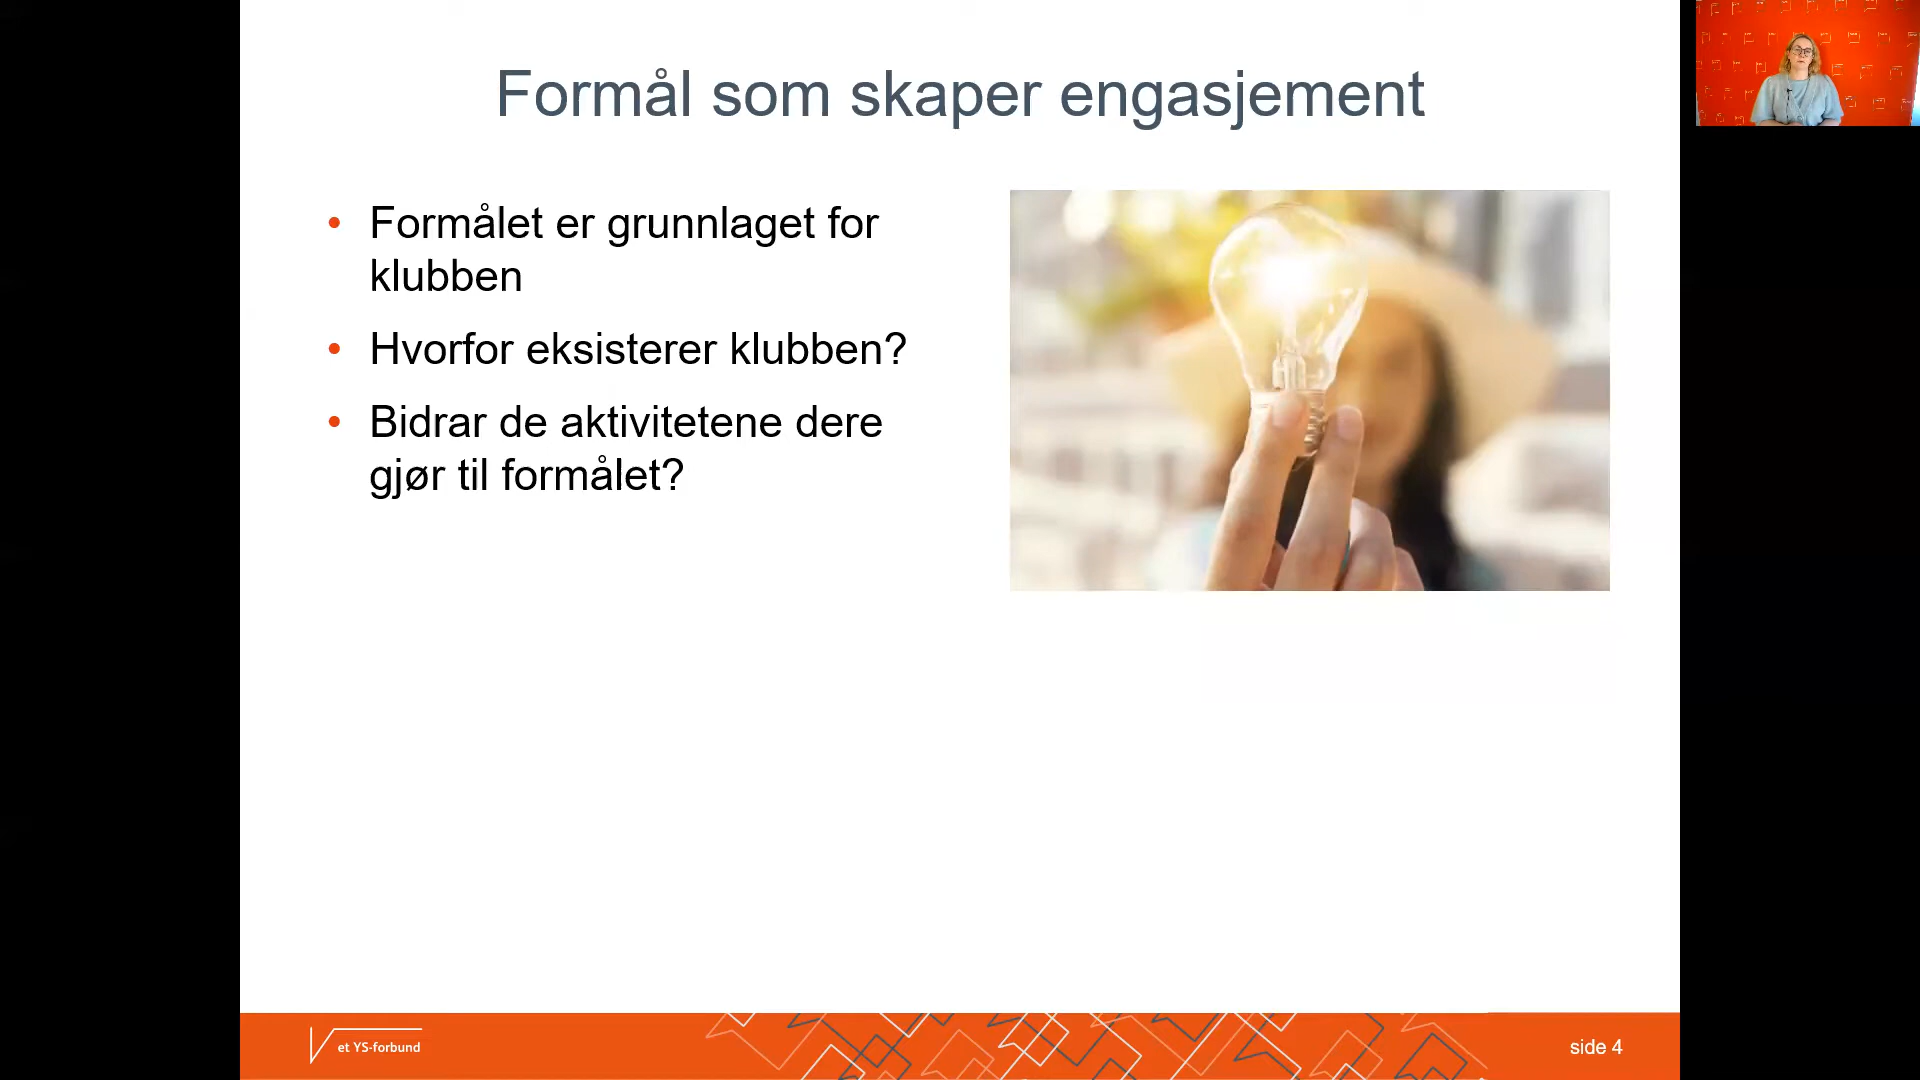 Formål som skaper engasjement
• Formålet er grunnlaget for
klubben
• Hvorfor eksisterer klubben?
• Bidrar de aktivitetene dere
gjør til formålet?
et YS-forbund
side 4